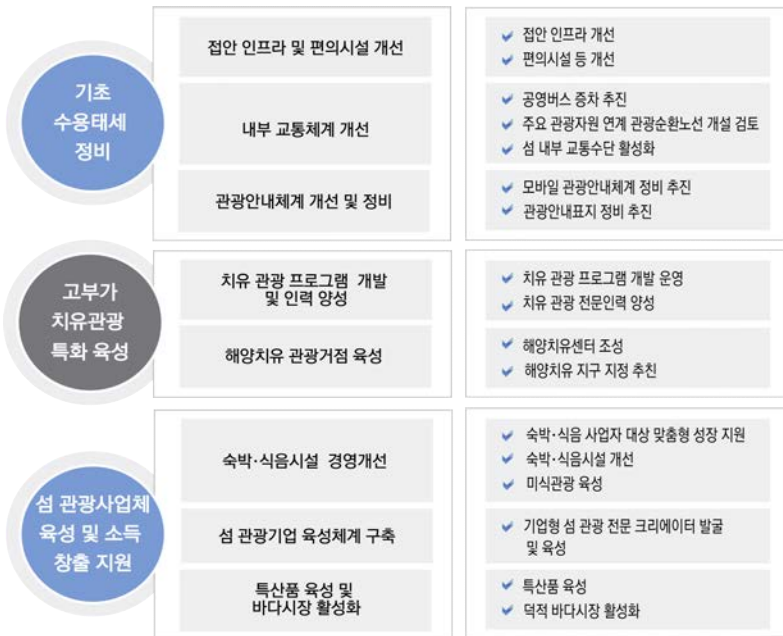 기초
수용태세
정비
접안 인프라 및 편의시설 개선
접안 인프라 개선
편의시설 등 개선
내부 교통체계 개선
공영버스 증차 추진
주요 관광자원 연계 관광순환노선 개설 검토
섬 내부 교통수단 활성화
관광안내체계 개선 및 정비
모바일 관광안내체계 정비 추진
관광안내표지 정비 추진
고부가
치유관광
특화 육성
치유 관광 프로그램 개발
및 인력 양성
치유 관광 프로그램 개발 운영
치유 관광 전문인력 양성
해양치유 관광거점 육성
해양치유센터 조성
해양치유 지구 지정 추친
섬 관광사업체
육성 및 소득
창출 지원
숙박·식음시설 경영개선
숙박·식음 사업자 대상 맞춤형 성장 지원
숙박·식음시설 개선
미식관광 육성
섬 관광기업 육성체계 구축
기업형 섬 관광 전문 크리에이터 발굴
및 육성
특산품 육성 및
바다시장 활성화
특산품 육성
덕적 바다시장 활성화